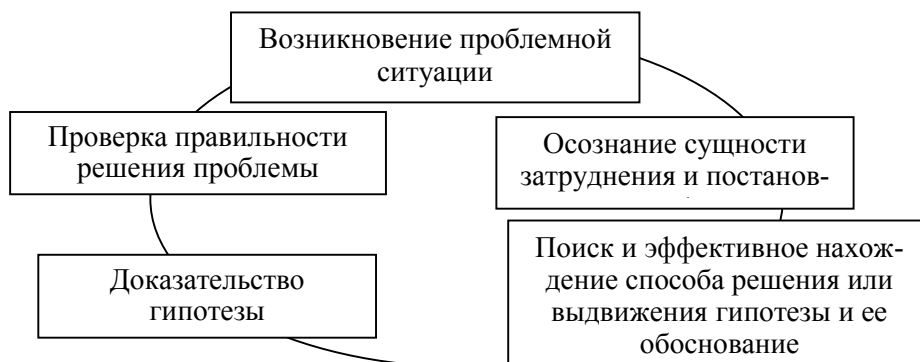 Возникновение проблемной
ситуации
Проверка правильности
решения проблемы
Осознание сущности
затруднения и постанов-
Доказательство
гипотезы
Поиск и эффективное нахож-
дение способа решения или
выдвижения гипотезы и ее
обоснование